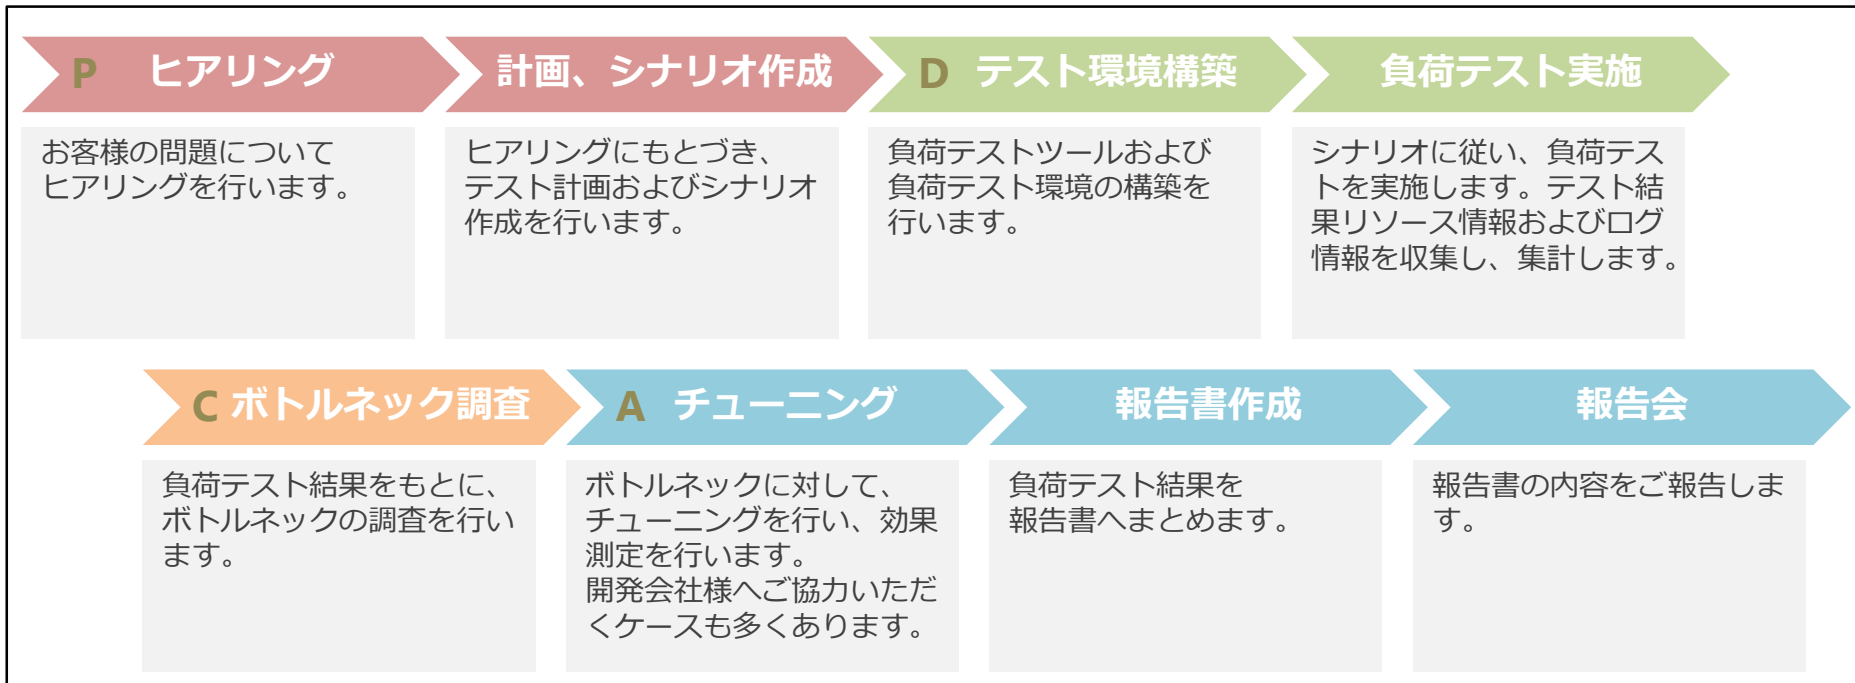 P ヒアリング
計画、シナリオ作成
D テスト環境構築
負荷テスト実施
お客様の問題について
ヒアリングを行います。
ヒアリングにもとづき、
テスト計画およびシナリオ
作成を行います。
負荷テストツールおよび
負荷テスト環境の構築を
行います。
シナリオに従い、負荷テス
トを実施します。テスト結
果リソース情報およびログ
情報を収集し、集計します。
C ボトルネック調査
A チューニング
報告書作成
報告会
負荷テスト結果をもとに、
ボトルネックの調査を行い
ます。
ボトルネックに対して、
チューニングを行い、効果
測定を行います。
開発会社様へご協力いただ
くケースも多くあります。
負荷テスト結果を
報告書へまとめます。
報告書の内容をご報告しま
す。